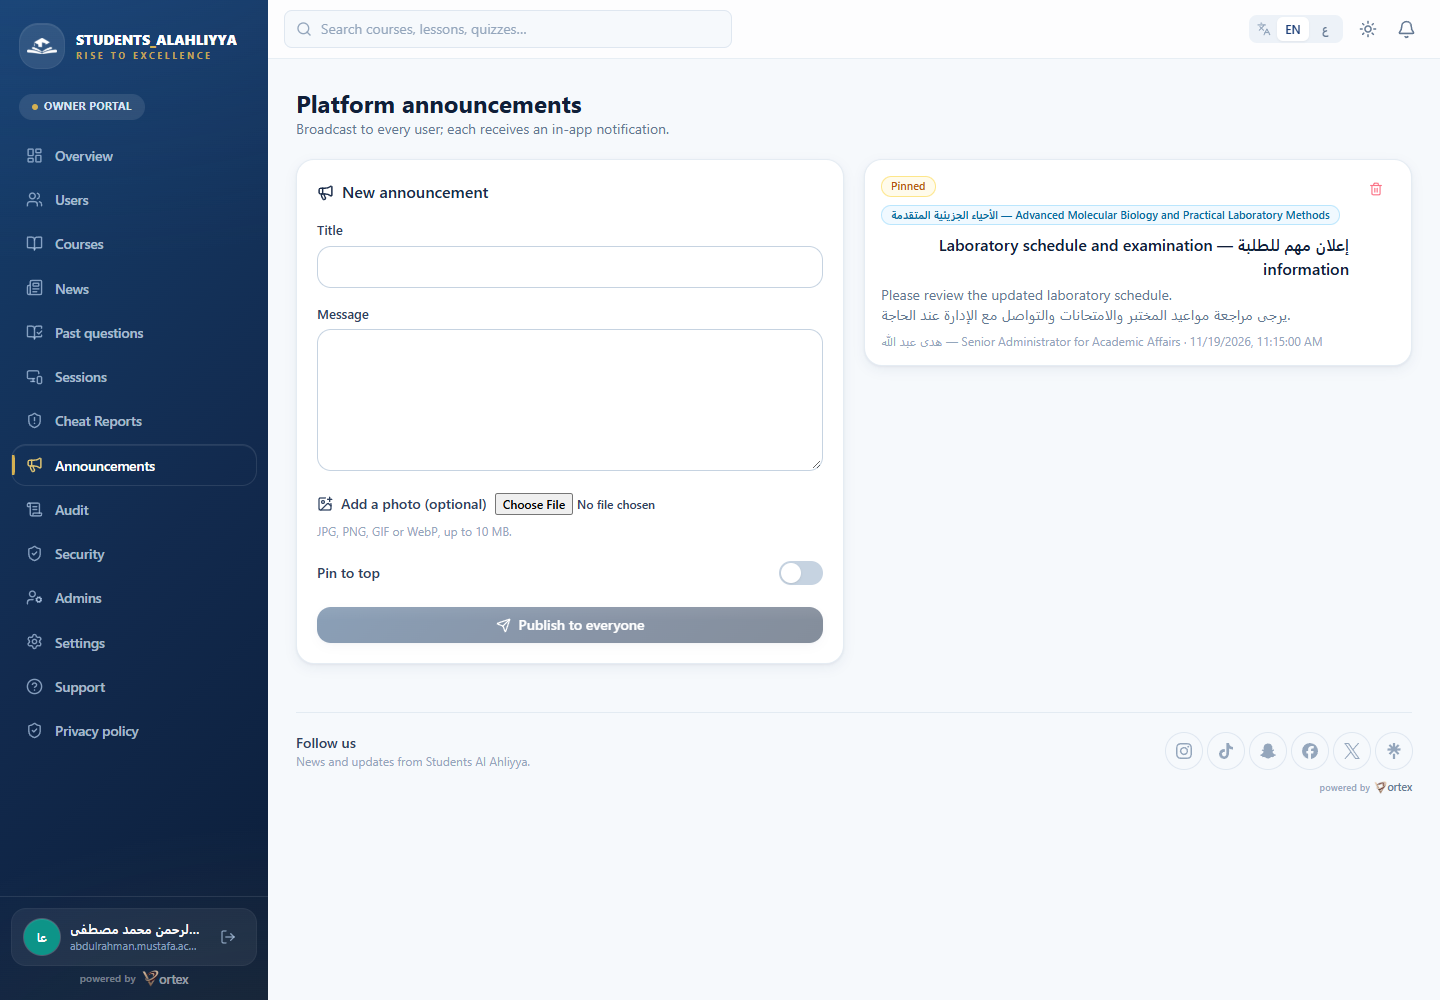 STUDENTS_ALAHLIYYA
RISE TO EXCELLENCE
OWNER PORTAL
Overview
Users
Courses
News
Past questions
Sessions
Cheat Reports
Announcements
Audit
Security
Admins
Settings
Support
Privacy policy
عا
...لرحمن محمد مصطفى
abdulrahman.mustafa.ac...
powered by Vortex
Search courses, lessons, quizzes...
EN
ع
Platform announcements
Broadcast to every user; each receives an in-app notification.
New announcement
Title
Message
Add a photo (optional) Choose File No file chosen
JPG, PNG, GIF or WebP, up to 10 MB.
Pin to top
Publish to everyone
Pinned
الأحياء الجزيئية المتقدمة — Advanced Molecular Biology and Practical Laboratory Methods
إعلان مهم للطلبة — Laboratory schedule and examination
information
Please review the updated laboratory schedule.
يرجى مراجعة مواعيد المختبر والامتحانات والتواصل مع الإدارة عند الحاجة.
هدى عبد الله — Senior Administrator for Academic Affairs · 11/19/2026, 11:15:00 AM
Follow us
News and updates from Students Al Ahliyya.
powered by Vortex